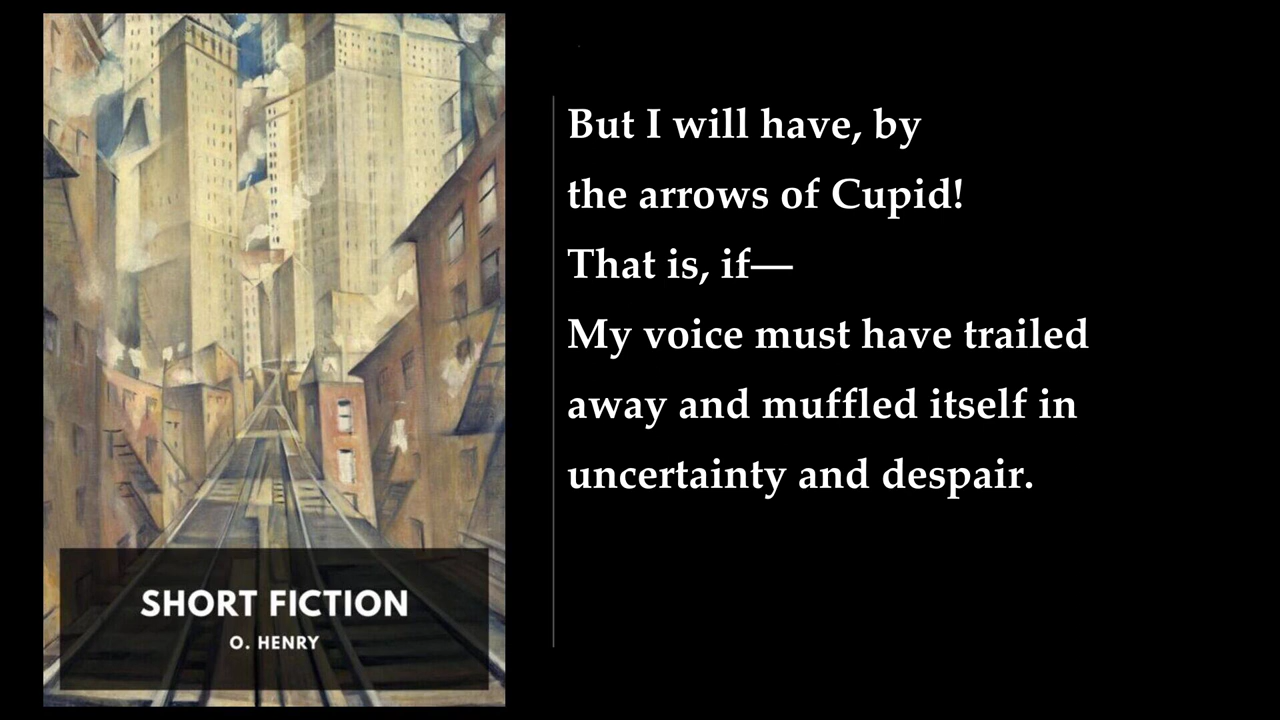 But I will have, by
the arrows of Cupid!
That is, if—
My voice must have trailed
away and muffled itself in
uncertainty and despair.
SHORT FICTION
O. HENRY